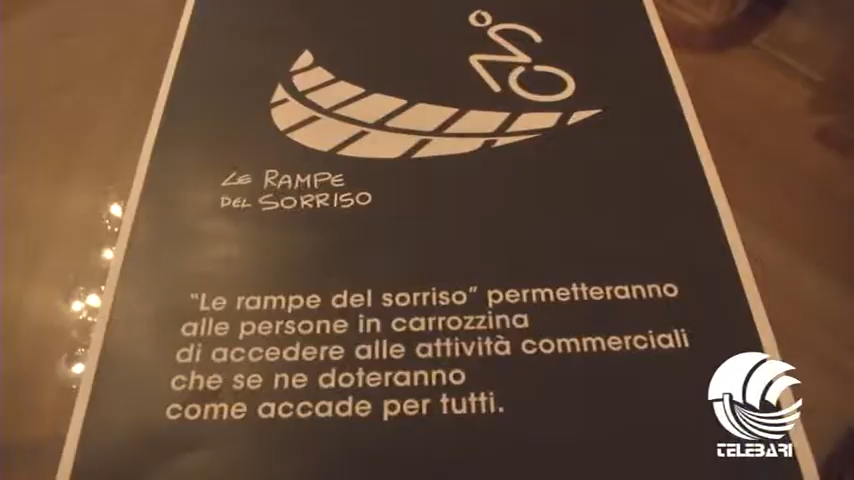 LE RAMPE
DEL SORRISO
"Le rampe del sorriso" permetteranno
alle persone in carrozzina
di accedere alle attività commerciali
che se ne doteranno
come accade per tutti.
TELEBARI